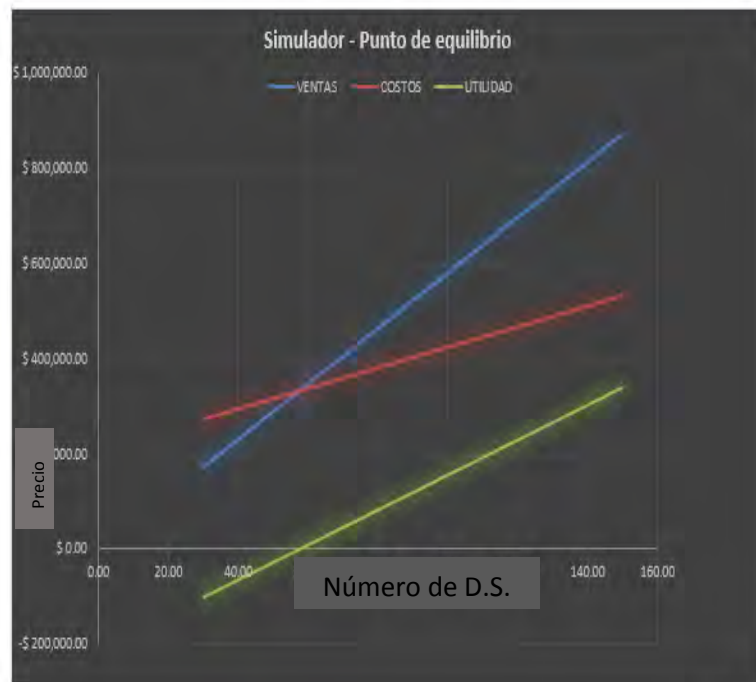 Simulador - Punto de equilibrio
VENTAS COSTOS UTILIDAD
$ 1,000,000.00
$ 800,000.00
$ 600,000.00
$ 400,000.00
000.00
$ 0.00
-$ 200,000.00
Precio
0.00 20.00 40.00 140.00 160.00
Número de D.S.